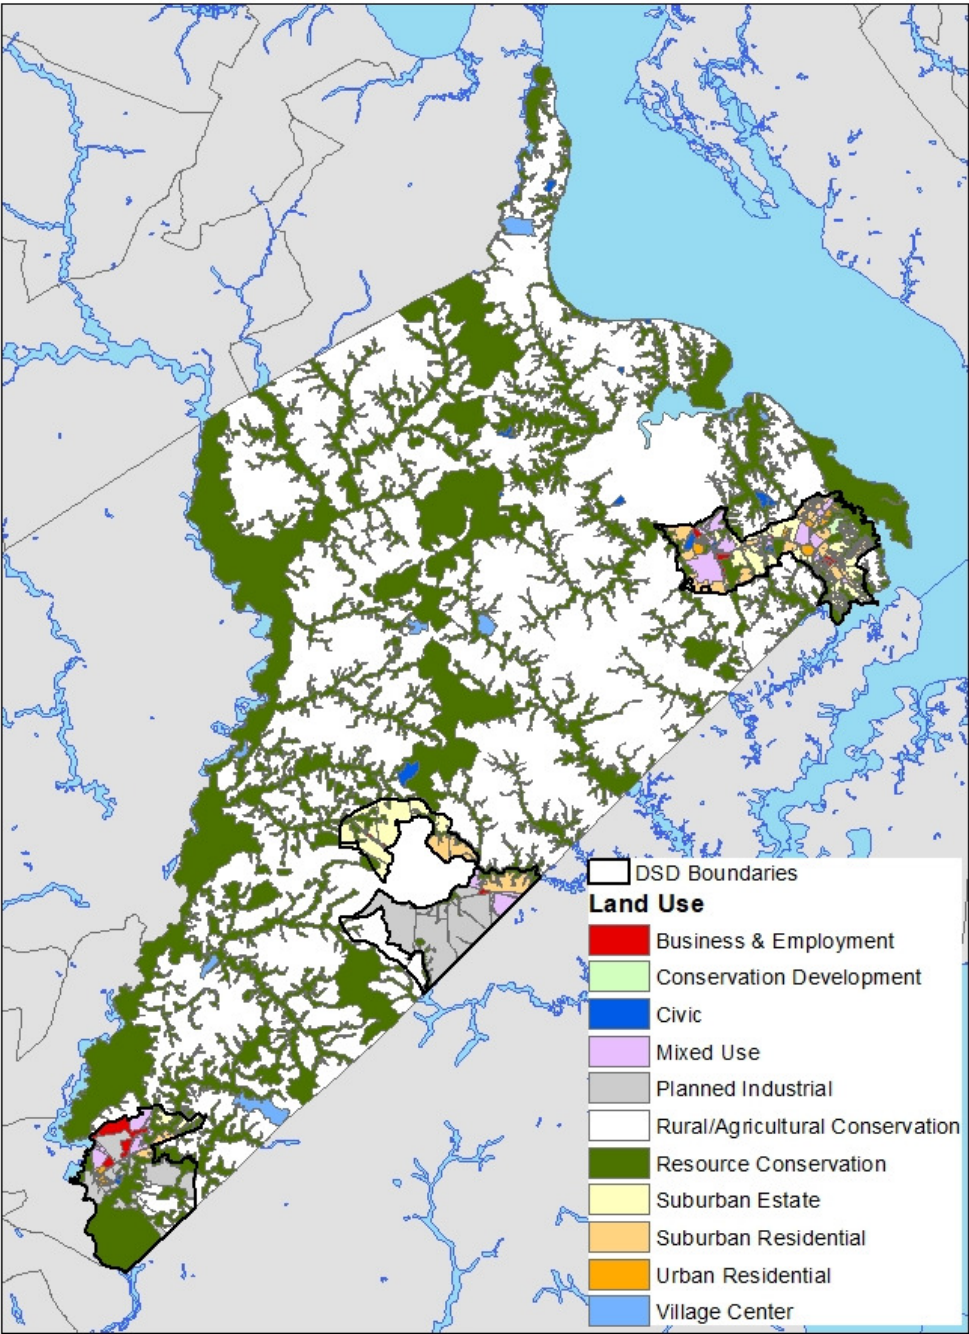 DSD Boundaries
Land Use
Business & Employment
Conservation Development
Civic
Mixed Use
Planned Industrial
Rural/Agricultural Conservation
Resource Conservation
Suburban Estate
Suburban Residential
Urban Residential
Village Center